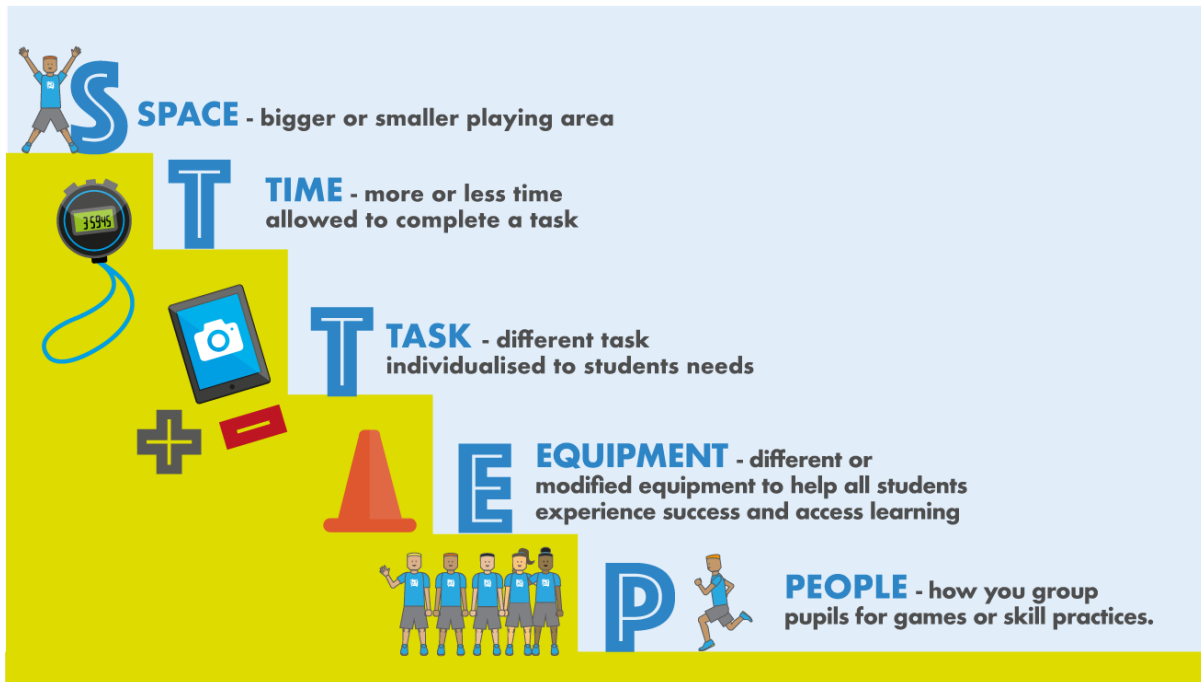 S
SPACE - bigger or smaller playing area
T
TIME - more or less time
allowed to complete a task
35945
T
TASK - different task
individualised to students needs
E
EQUIPMENT - different or
modified equipment to help all students
experience success and access learning
P
PEOPLE - how you group
pupils for games or skill practices.